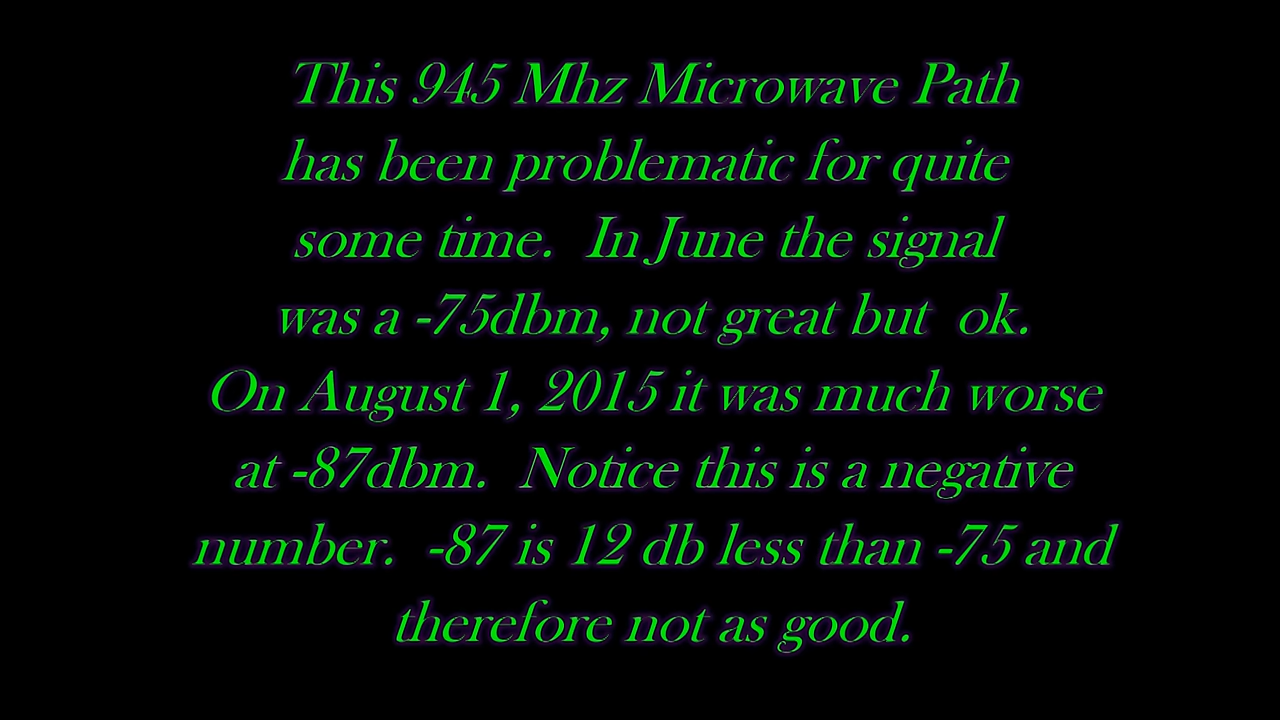 This 945 Mhz Microwave Path
has been problematic for quite
some time.  In June the signal
was a -75dbm, not great but  ok.
On August 1, 2015 it was much worse
at -87dbm.  Notice this is a negative
number.  -87 is 12 db less than -75 and
therefore not as good.